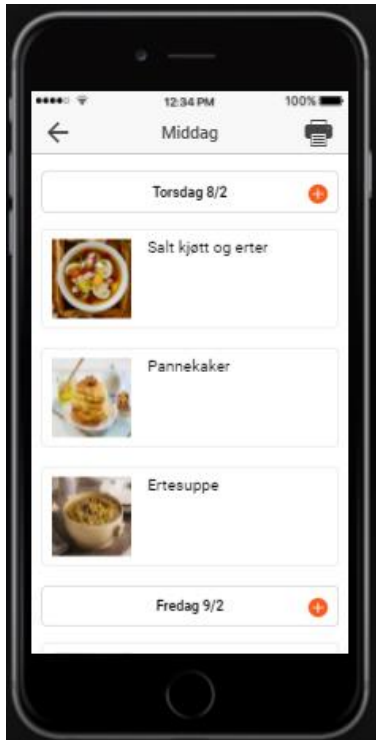 12:34 PM
100%
Middag
Torsdag 8/2
Salt kjøtt og erter
Pannekaker
Ertesuppe
Fredag 9/2